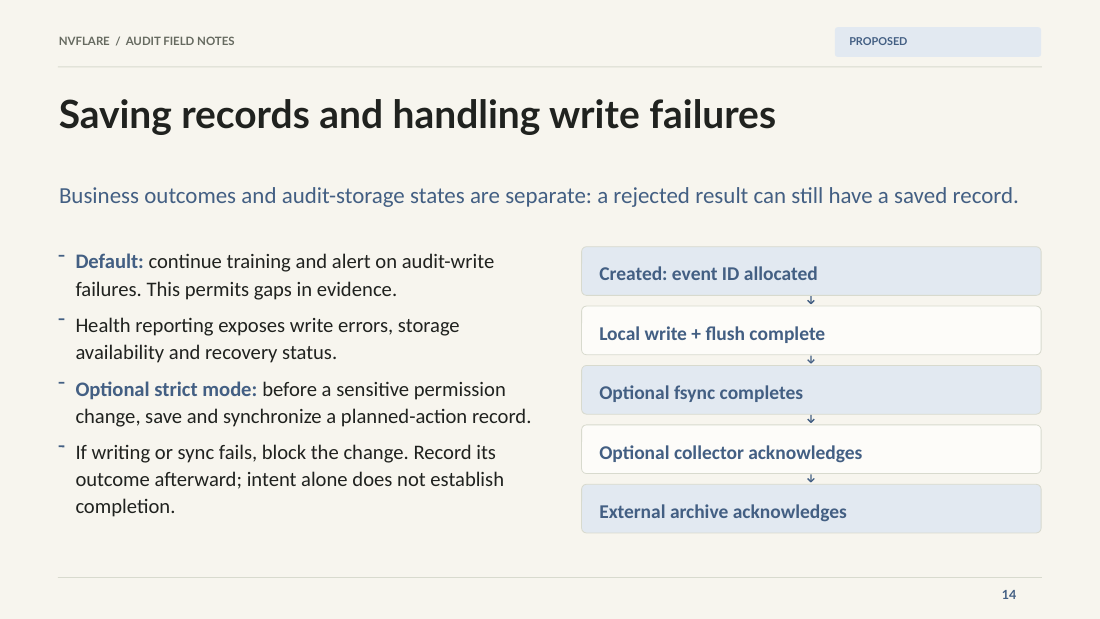 NVFLARE / AUDIT FIELD NOTES
PROPOSED
Saving records and handling write failures
Business outcomes and audit-storage states are separate: a rejected result can still have a saved record.
- Default: continue training and alert on audit-write
failures. This permits gaps in evidence.
- Health reporting exposes write errors, storage
availability and recovery status.
- Optional strict mode: before a sensitive permission
change, save and synchronize a planned-action record.
- If writing or sync fails, block the change. Record its
outcome afterward; intent alone does not establish
completion.
Created: event ID allocated
Local write + flush complete
Optional fsync completes
Optional collector acknowledges
External archive acknowledges
14